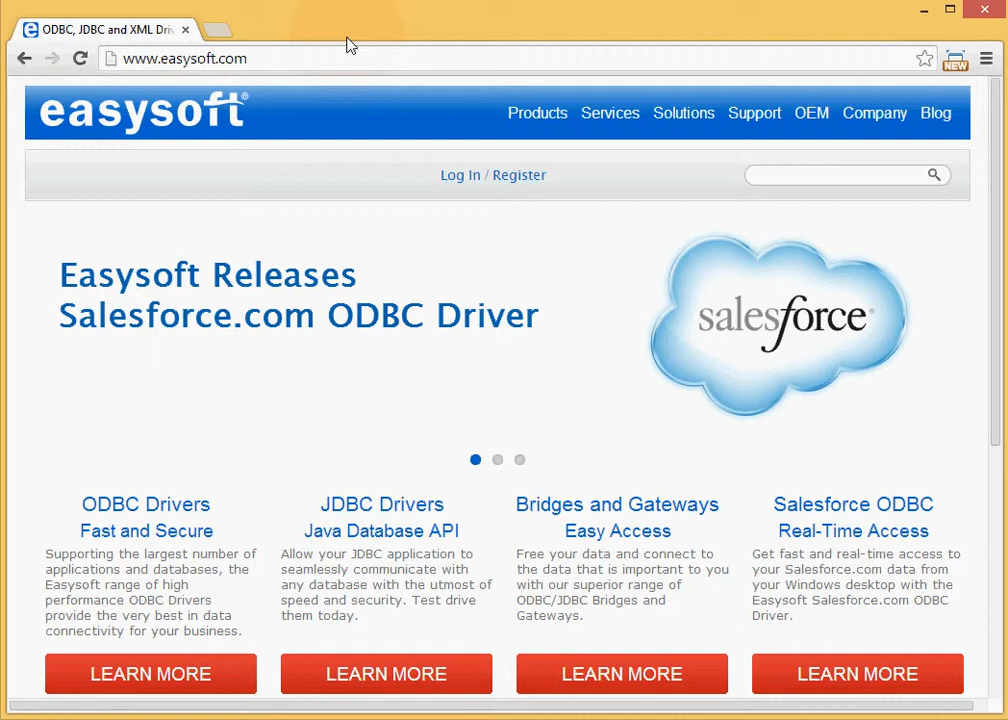 ODBC, JDBC and XML Driv
www.easysoft.com
NEW
easysoft®
Products Services Solutions Support OEM Company Blog
Log In / Register
Easysoft Releases
Salesforce.com ODBC Driver
salesforce
ODBC Drivers
Fast and Secure
Supporting the largest number of
applications and databases, the
Easysoft range of high
performance ODBC Drivers
provide the very best in data
connectivity for your business.
LEARN MORE
JDBC Drivers
Java Database API
Allow your JDBC application to
seamlessly communicate with
any database with the utmost of
speed and security. Test drive
them today.
LEARN MORE
Bridges and Gateways
Easy Access
Free your data and connect to
the data that is important to you
with our superior range of
ODBC/JDBC Bridges and
Gateways.
LEARN MORE
Salesforce ODBC
Real-Time Access
Get fast and real-time access to
your Salesforce.com data from
your Windows desktop with the
Easysoft Salesforce.com ODBC
Driver.
LEARN MORE